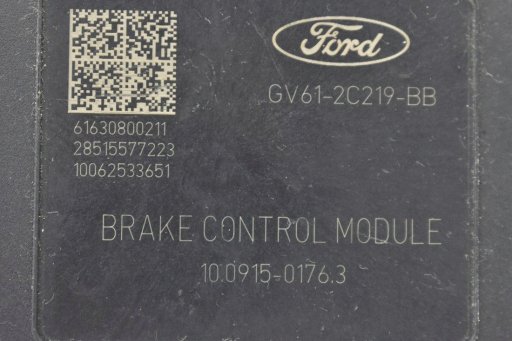 Ford
GV61-2C219-BB
61630800211
28515577223
10062533651
BRAKE CONTROL MODULE
10.0915-0176.3